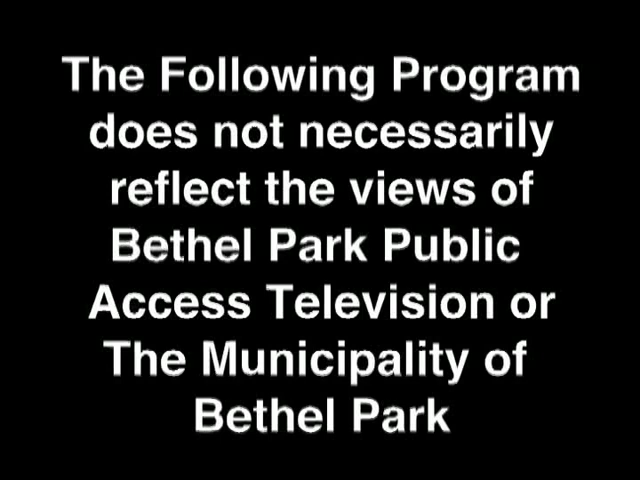 The Following Program
does not necessarily
reflect the views of
Bethel Park Public
Access Television or
The Municipality of
Bethel Park